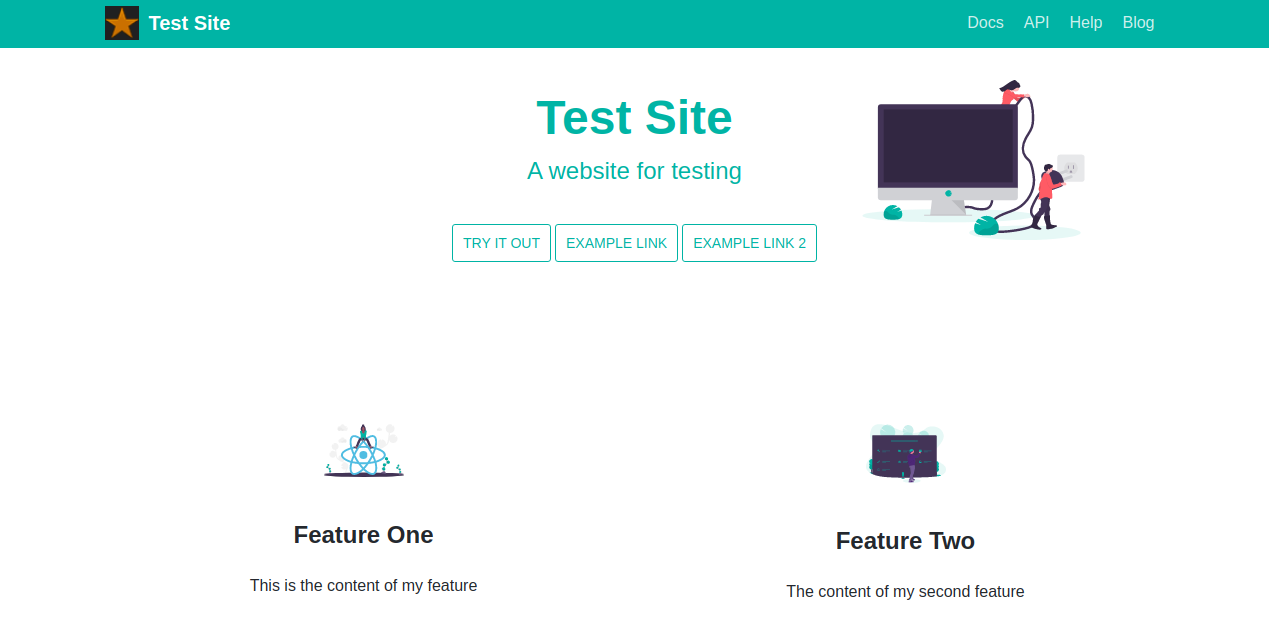 Test Site
Docs API Help Blog
Test Site
A website for testing
TRY IT OUT
EXAMPLE LINK
EXAMPLE LINK 2
Feature One
This is the content of my feature
Feature Two
The content of my second feature